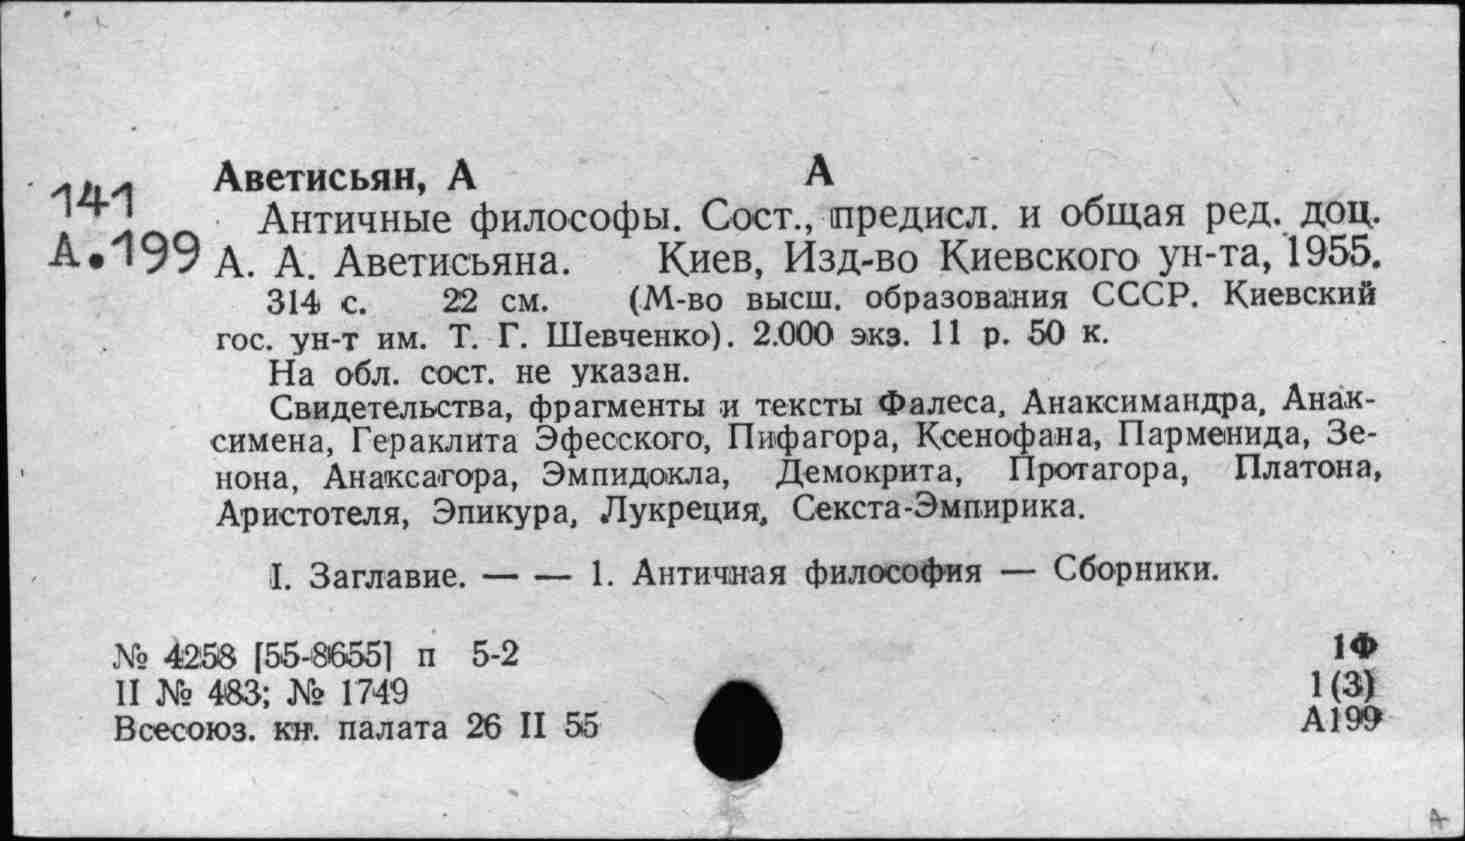 141
А.199
Аветисьян, А А
Античные философы. Сост., предисл. и общая ред. доц.
А. А. Аветисьяна. Киев, Изд-во Киевского ун-та, 1955.
314 с. 22 см. (М-во высш. образования СССР. Киевский
гос. ун-т им. Т. Г. Шевченко). 2.000 экз. 11 р. 50 к.
На обл. сост. не указан.
Свидетельства, фрагменты и тексты Фалеса, Анаксимандра, Анак-
симена, Гераклита Эфесского, Пифагора, Ксенофана, Парменида, Зе-
нона, Анаксагора, Эмпидокла, Демокрита, Протагора, Платона,
Аристотеля, Эпикура, Лукреция, Секста-Эмпирика.
I. Заглавие. — — 1. Античная философия — Сборники.
№ 4258 [55-8655] п 5-2
II № 483; № 1749
Всесоюз. кн. палата 26 II 55
1Ф
1(3)
А199